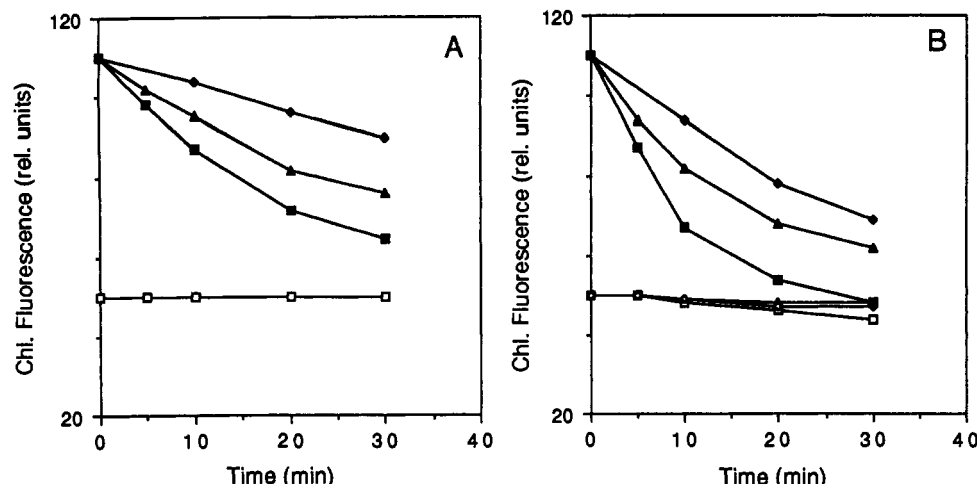 A
Chl. Fluorescence (rel. units)
120
20
0 10 20 30 40
Time (min)
B
Chl. Fluorescence (rel. units)
120
20
0 10 20 30 40
Time (min)